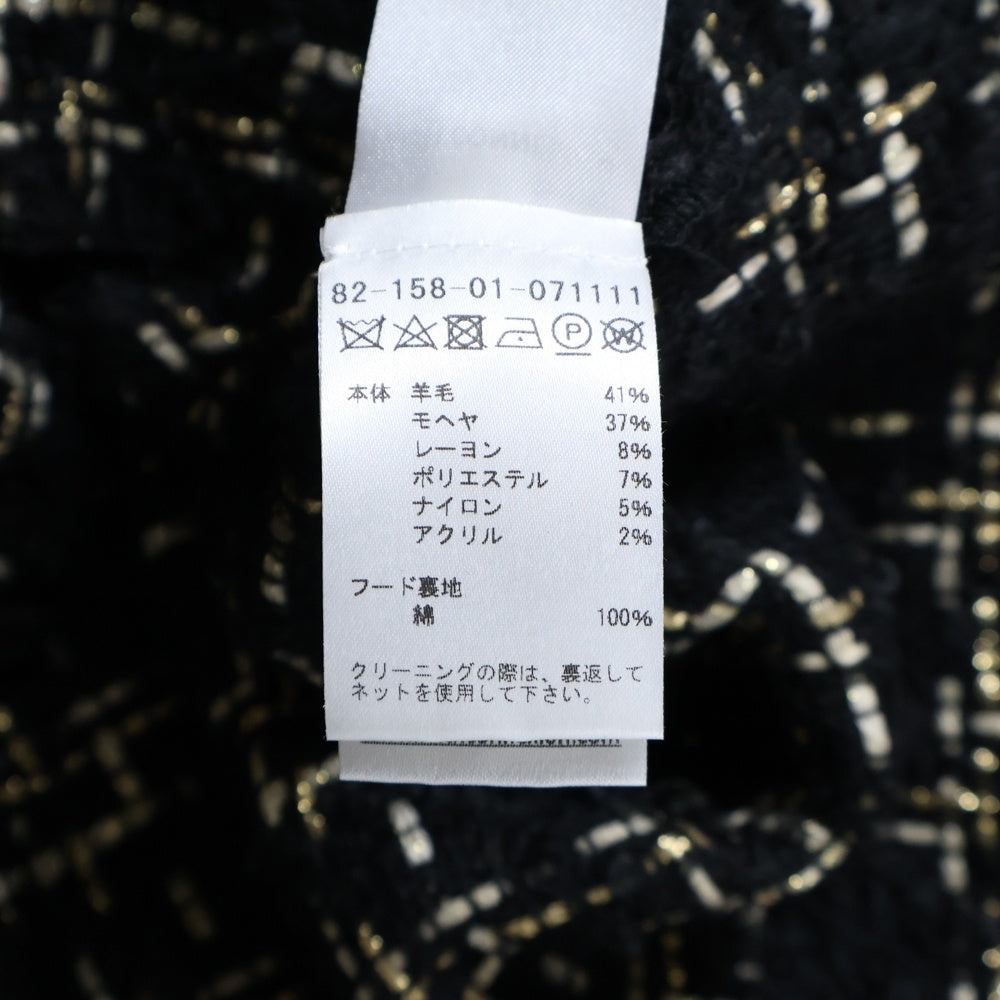 82-158-01-071111
P W
本体 羊毛 41%
モヘヤ 37%
レーヨン 8%
ポリエステル 7%
ナイロン 5%
アクリル 2%
フード裏地
綿 100%
クリーニングの際は、裏返して
ネットを使用して下さい。